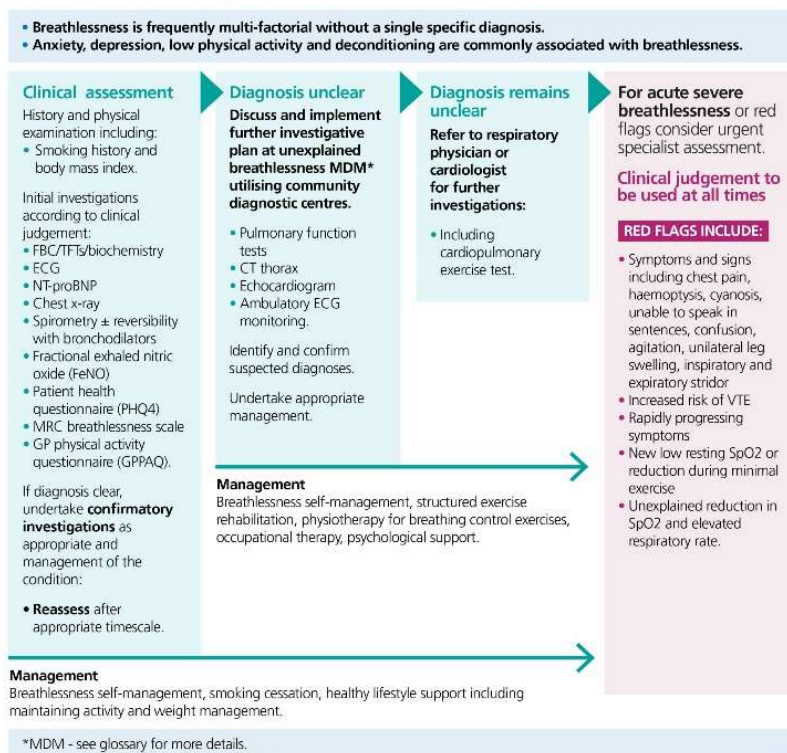 • Breathlessness is frequently multi-factorial without a single specific diagnosis.
• Anxiety, depression, low physical activity and deconditioning are commonly associated with breathlessness.
Clinical assessment
History and physical
examination including:
• Smoking history and
body mass index.
Initial investigations
according to clinical
judgement:
• FBC/TFTs/biochemistry
• ECG
• NT-proBNP
• Chest x-ray
• Spirometry ± reversibility
with bronchodilators
• Fractional exhaled nitric
oxide (FeNO)
• Patient health
questionnaire (PHQ4)
• MRC breathlessness scale
• GP physical activity
questionnaire (GPPAQ).
If diagnosis clear,
undertake confirmatory
investigations as
appropriate and
management of the
condition:
• Reassess after
appropriate timescale.
Diagnosis unclear
Discuss and implement
further investigative
plan at unexplained
breathlessness MDM*
utilising community
diagnostic centres.
• Pulmonary function
tests
• CT thorax
• Echocardiogram
• Ambulatory ECG
monitoring.
Identify and confirm
suspected diagnoses.
Undertake appropriate
management.
Diagnosis remains
unclear
Refer to respiratory
physician or
cardiologist
for further
investigations:
• Including
cardiopulmonary
exercise test.
Management
Breathlessness self-management, structured exercise
rehabilitation, physiotherapy for breathing control exercises,
occupational therapy, psychological support.
For acute severe
breathlessness or red
flags consider urgent
specialist assessment.
Clinical judgement to
be used at all times
RED FLAGS INCLUDE:
• Symptoms and signs
including chest pain,
haemoptysis, cyanosis,
unable to speak in
sentences, confusion,
agitation, unilateral leg
swelling, inspiratory and
expiratory stridor
• Increased risk of VTE
• Rapidly progressing
symptoms
• New low resting SpO2 or
reduction during minimal
exercise
• Unexplained reduction in
SpO2 and elevated
respiratory rate.
Management
Breathlessness self-management, smoking cessation, healthy lifestyle support including
maintaining activity and weight management.
*MDM - see glossary for more details.